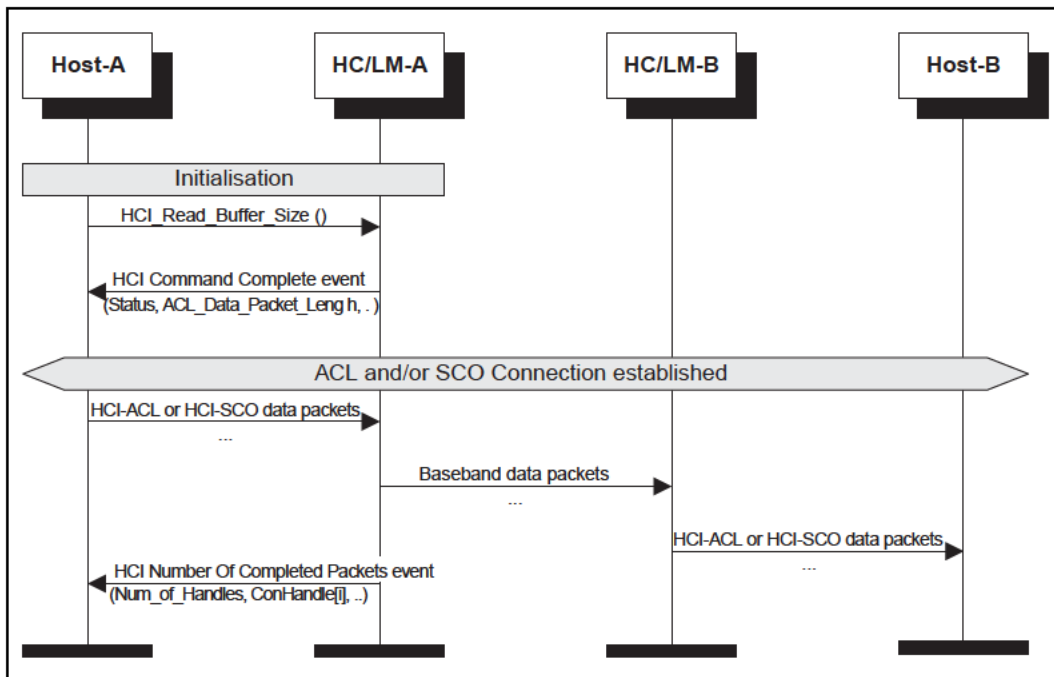 Host-A
HC/LM-A
HC/LM-B
Host-B
Initialisation
HCI_Read_Buffer_Size ()
HCI Command Complete event
(Status, ACL_Data_Packet_Leng h, . )
ACL and/or SCO Connection established
HCI-ACL or HCI-SCO data packets
...
Baseband data packets
...
HCI-ACL or HCI-SCO data packets
...
HCI Number Of Completed Packets event
(Num_of_Handles, ConHandle[i], ..)